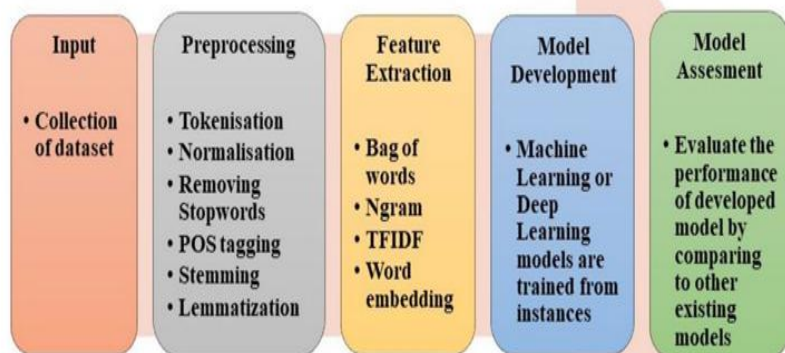 Input
• Collection
of dataset
Preprocessing
• Tokenisation
• Normalisation
• Removing
Stopwords
• POS tagging
• Stemming
• Lemmatization
Feature
Extraction
• Bag of
words
• Ngram
• TFIDF
• Word
embedding
Model
Development
• Machine
Learning or
Deep
Learning
models are
trained from
instances
Model
Assesment
• Evaluate the
performance
of developed
model by
comparing
to other
existing
models